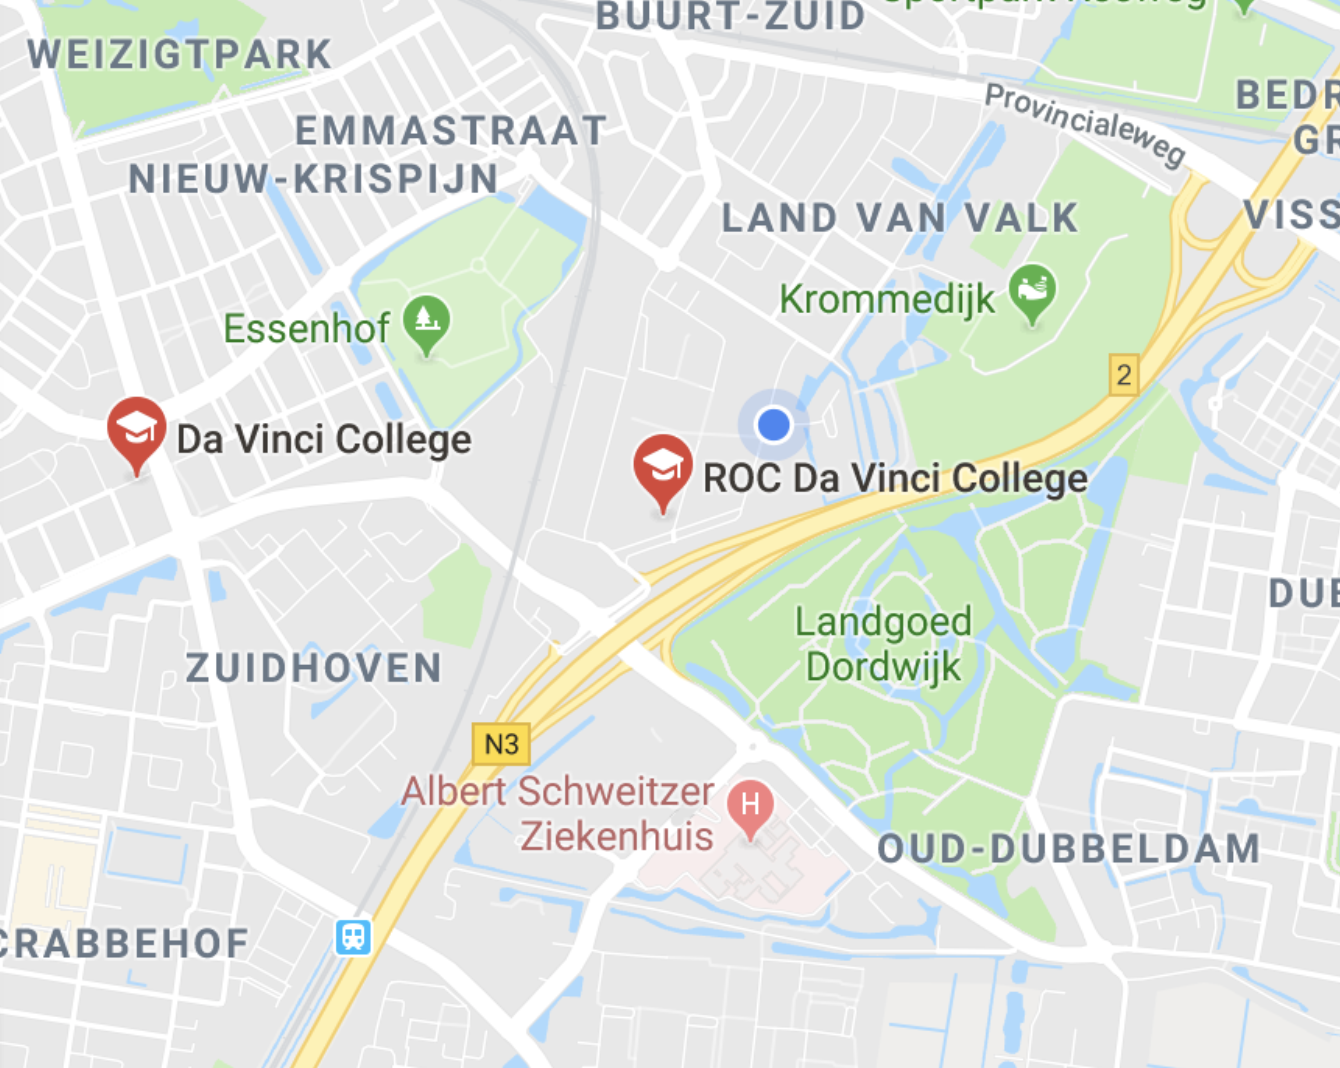 BUURT-ZUID
WEIZIGTPARK
BEDR
GR
Provincialeweg
EMMASTRAAT
NIEUW-KRISPIJN
LAND VAN VALK
VISS
Krommedijk
Essenhof
2
Da Vinci College
ROC Da Vinci College
DUB
Landgoed
Dordwijk
ZUIDHOVEN
N3
Albert Schweitzer
Ziekenhuis
H
OUD-DUBBELDAM
CRABBEHOF